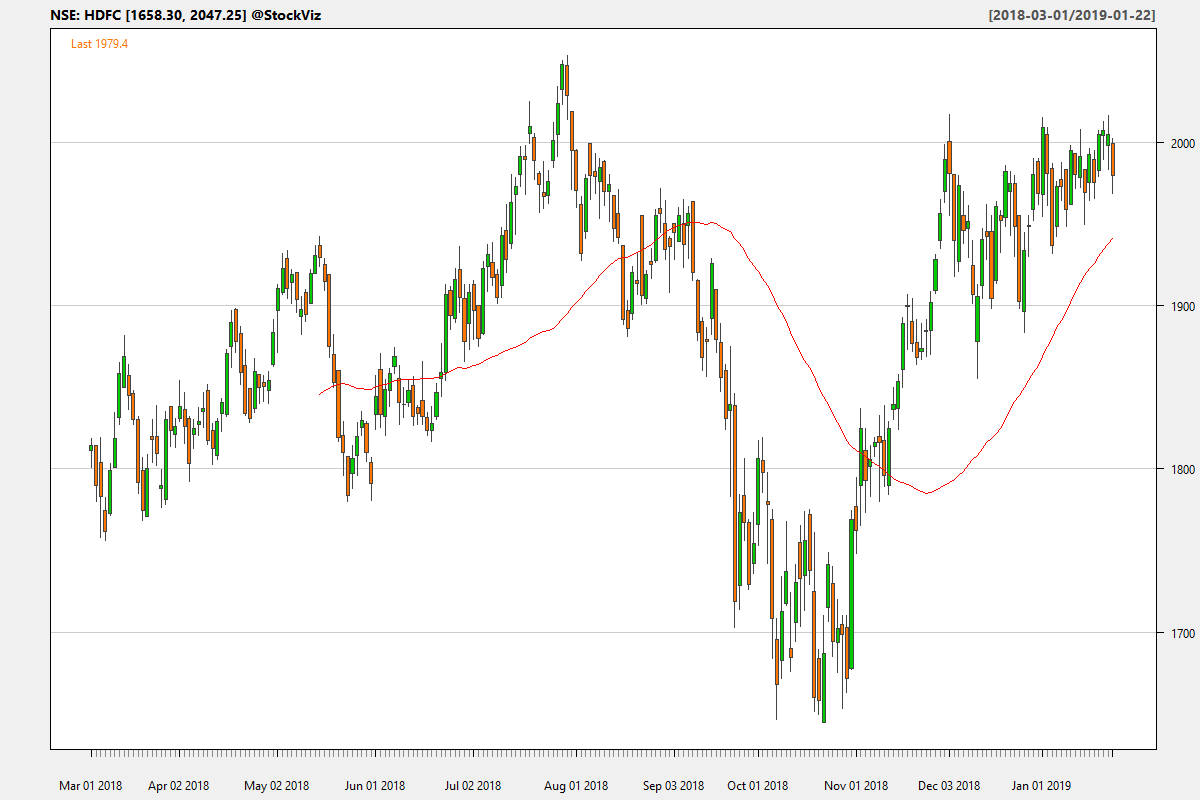 NSE: HDFC [1658.30, 2047.25] @StockViz [2018-03-01/2019-01-22]
Last 1979.4
2000
1900
1800
1700
Mar 01 2018 Apr 02 2018 May 02 2018 Jun 01 2018 Jul 02 2018 Aug 01 2018 Sep 03 2018 Oct 01 2018 Nov 01 2018 Dec 03 2018 Jan 01 2019